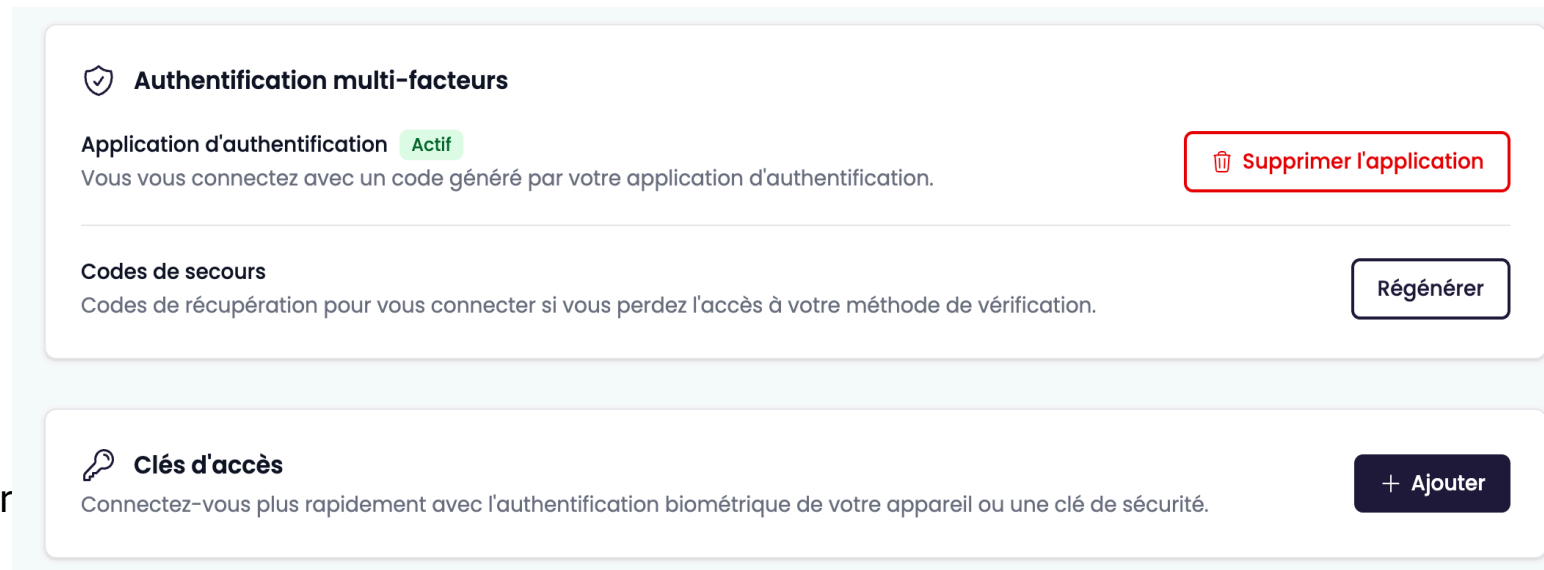 Authentification multi-facteurs
Application d'authentification Actif
Vous vous connectez avec un code généré par votre application d'authentification.
Supprimer l'application
Codes de secours
Codes de récupération pour vous connecter si vous perdez l'accès à votre méthode de vérification.
Régénérer
Clés d'accès
Connectez-vous plus rapidement avec l'authentification biométrique de votre appareil ou une clé de sécurité.
+ Ajouter
r